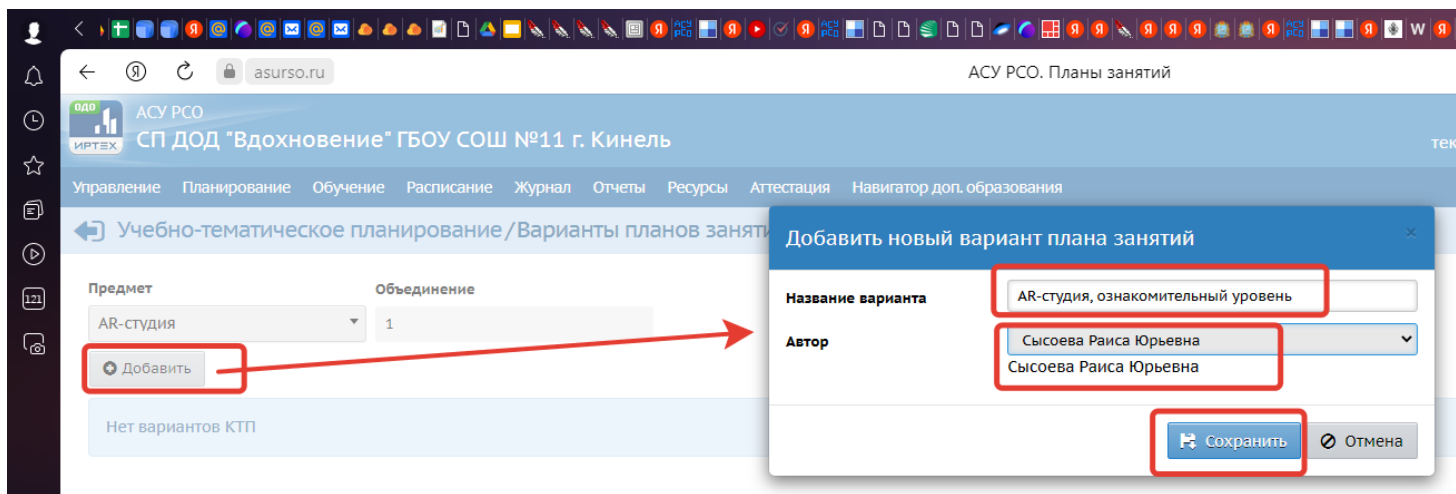 asurso.ru
АСУ РСО. Планы занятий
ОДО
ИРТЕХ
АСУ РСО
СП ДОД "Вдохновение" ГБОУ СОШ №11 г. Кинель
тек
Управление Планирование Обучение Расписание Журнал Отчеты Ресурсы Аттестация Навигатор доп. образования
Учебно-тематическое планирование/Варианты планов заняти
Добавить новый вариант плана занятий
×
Предмет
Объединение
AR-студия
1
Добавить
Нет вариантов КТП
Название варианта
AR-студия, ознакомительный уровень
Автор
Сысоева Раиса Юрьевна
Сысоева Раиса Юрьевна
Сохранить
Отмена
121